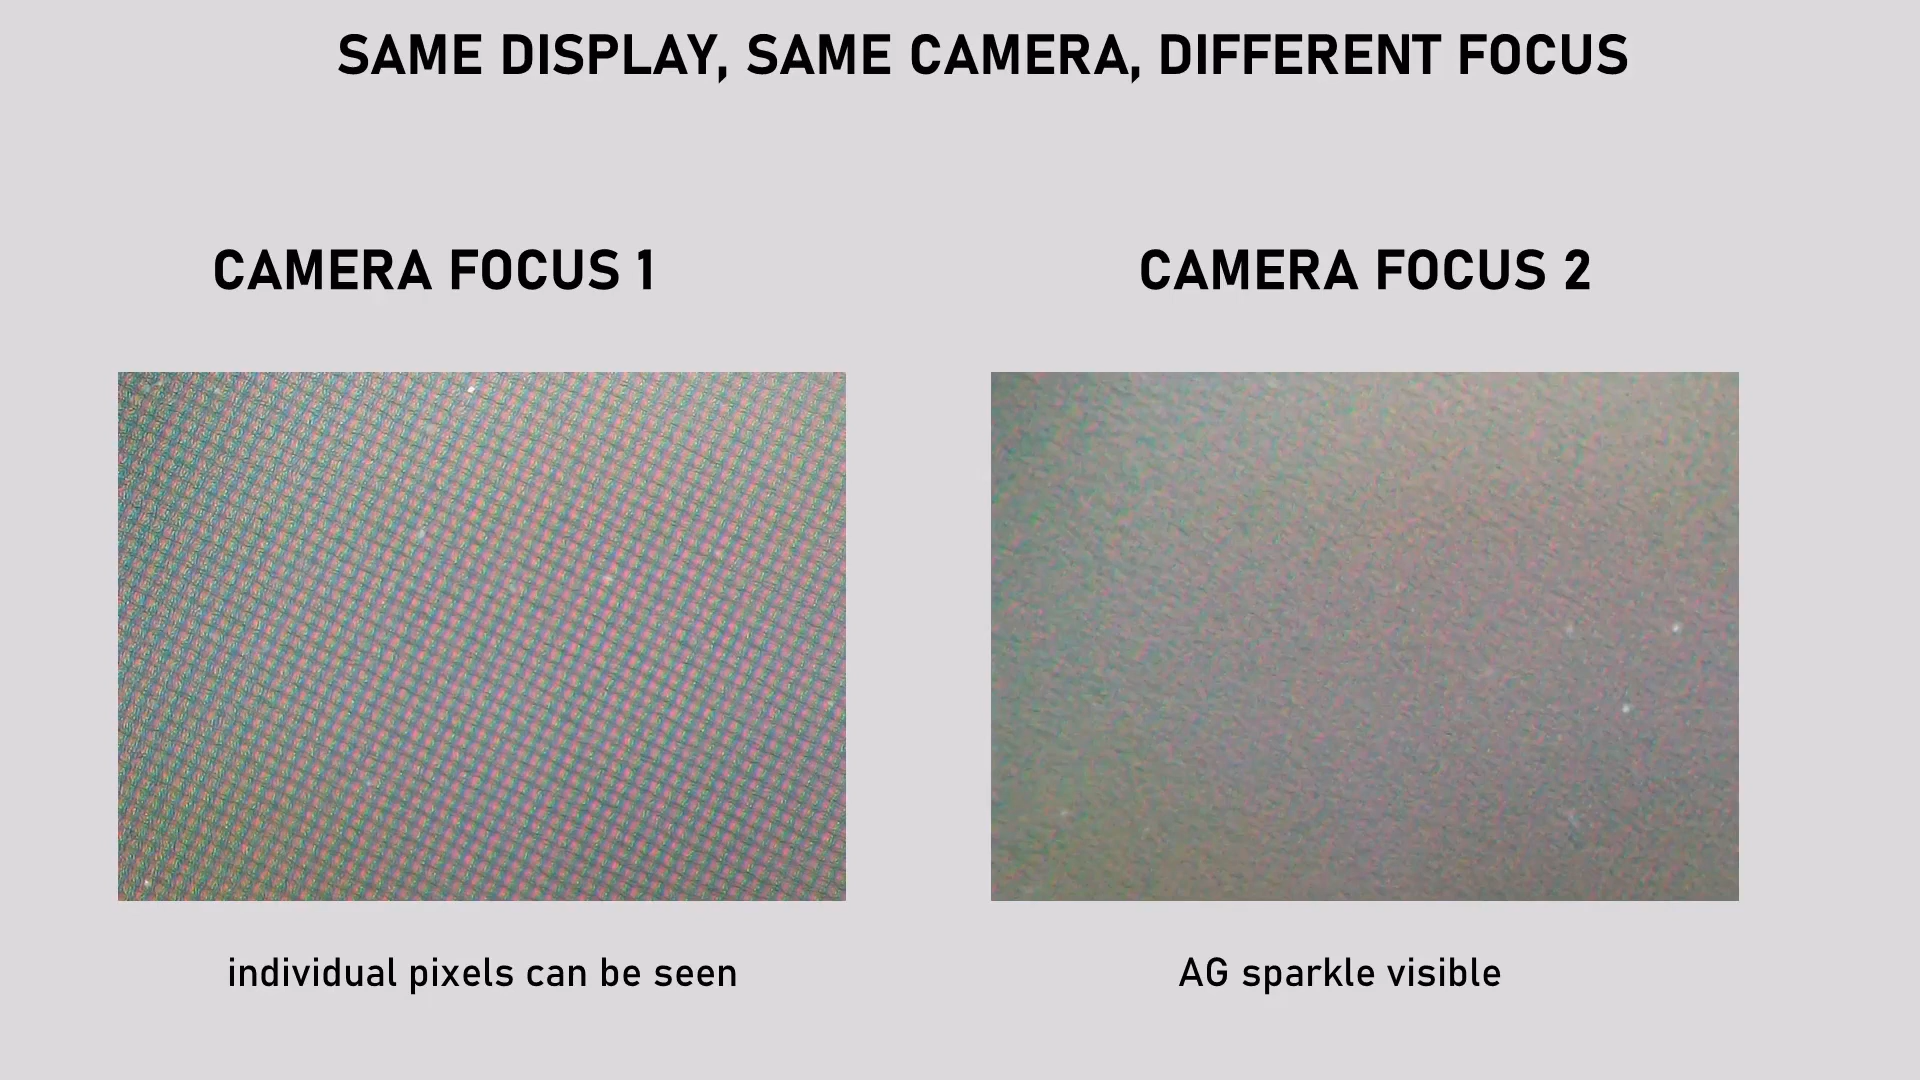 SAME DISPLAY, SAME CAMERA, DIFFERENT FOCUS
CAMERA FOCUS 1
CAMERA FOCUS 2
individual pixels can be seen
AG sparkle visible